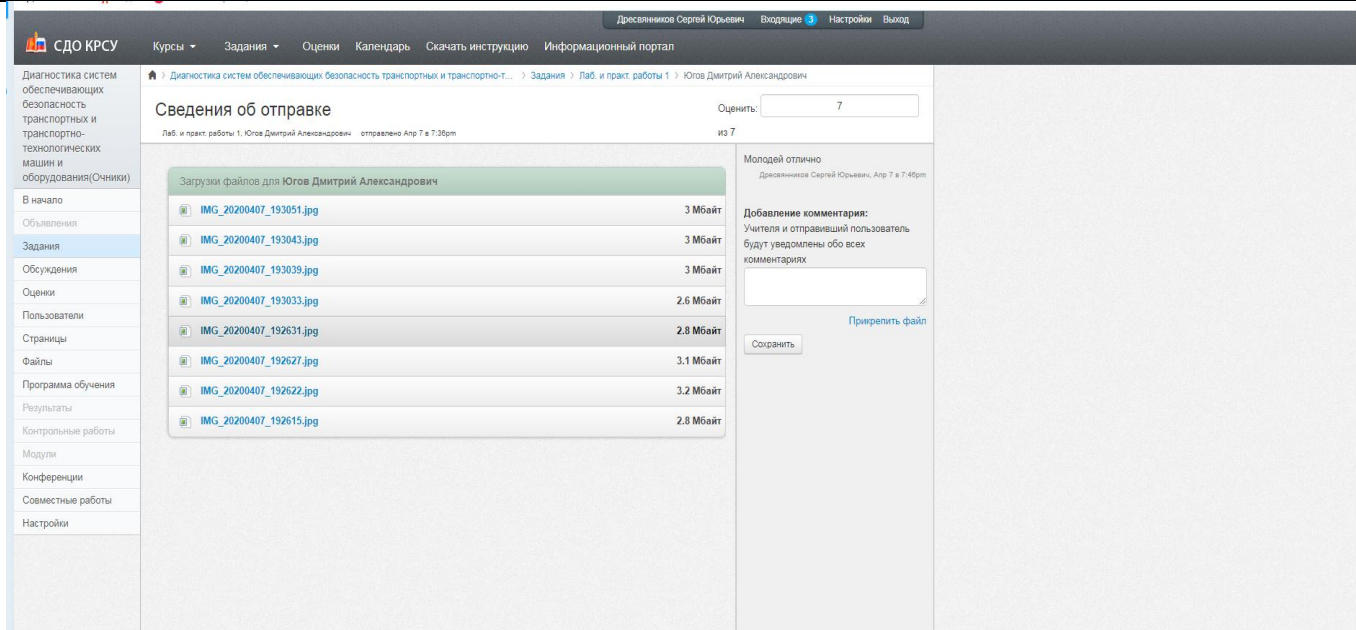 Дресвянников Сергей Юрьевич Входящие 3 Настройки Выход
СДО КРСУ Курсы Задания Оценки Календарь Скачать инструкцию Информационный портал
Диагностика систем
обеспечивающих
безопасность
транспортных и
транспортно-
технологических
машин и
оборудования(Очники)
В начало
Объявления
Задания
Обсуждения
Оценки
Пользователи
Страницы
Файлы
Программа обучения
Результаты
Контрольные работы
Модули
Конференции
Совместные работы
Настройки
Диагностика систем обеспечивающих безопасность транспортных и транспортно-т... Задания Лаб. и практ. работы 1 Югов Дмитрий Александрович
Сведения об отправке
Лаб. и практ. работы 1, Югов Дмитрий Александрович отправлено Апр 7 в 7:36pm
Оценить: 7
из 7
Загрузки файлов для Югов Дмитрий Александрович
IMG_20200407_193051.jpg 3 Мбайт
IMG_20200407_193043.jpg 3 Мбайт
IMG_20200407_193039.jpg 3 Мбайт
IMG_20200407_193033.jpg 2.6 Мбайт
IMG_20200407_192631.jpg 2.8 Мбайт
IMG_20200407_192627.jpg 3.1 Мбайт
IMG_20200407_192622.jpg 3.2 Мбайт
IMG_20200407_192615.jpg 2.8 Мбайт
Молодей отлично
Дресвянников Сергей Юрьевич, Апр 7 в 7:46pm
Добавление комментария:
Учителя и отправивший пользователь
будут уведомлены обо всех
комментариях
Прикрепить файл
Сохранить